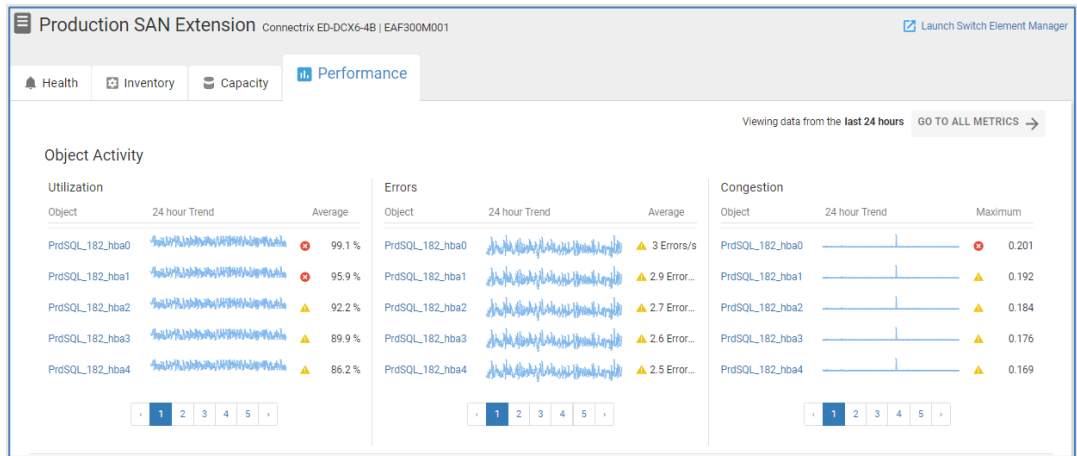 Production SAN Extension Connectrix ED-DCX6-4B | EAF300M001
Launch Switch Element Manager
Health Inventory Capacity Performance
Viewing data from the last 24 hours GO TO ALL METRICS →
Object Activity
Utilization
Object 24 hour Trend Average
PrdSQL_182_hba0 99.1 %
PrdSQL_182_hba1 95.9 %
PrdSQL_182_hba2 92.2 %
PrdSQL_182_hba3 89.9 %
PrdSQL_182_hba4 86.2 %
‹ 1 2 3 4 5 ›
Errors
Object 24 hour Trend Average
PrdSQL_182_hba0 3 Errors/s
PrdSQL_182_hba1 2.9 Error...
PrdSQL_182_hba2 2.7 Error...
PrdSQL_182_hba3 2.6 Error...
PrdSQL_182_hba4 2.5 Error...
‹ 1 2 3 4 5 ›
Congestion
Object 24 hour Trend Maximum
PrdSQL_182_hba0 0.201
PrdSQL_182_hba1 0.192
PrdSQL_182_hba2 0.184
PrdSQL_182_hba3 0.176
PrdSQL_182_hba4 0.169
‹ 1 2 3 4 5 ›